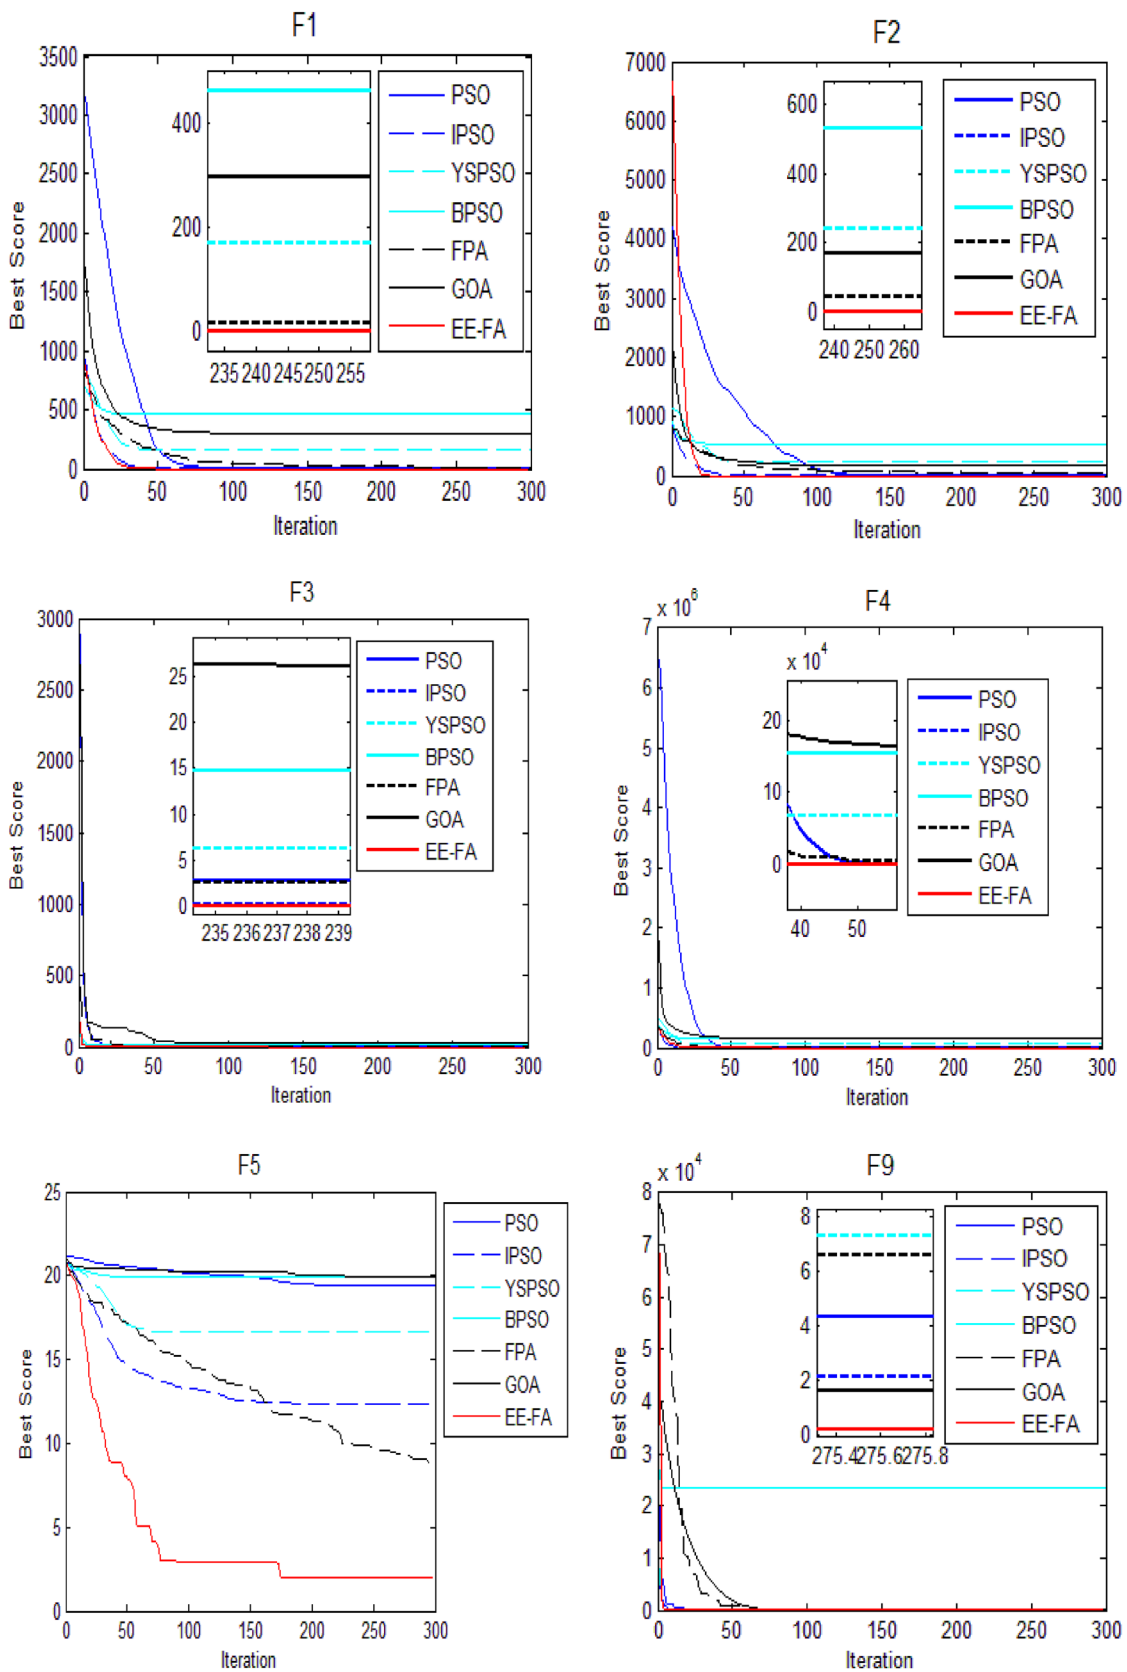 F1
3500
3000
2500
2000
1500
1000
500
0
Best Score
0 50 100 150 200 250 300
Iteration
400
200
0
235 240 245 250 255
PSO
IPSO
YSPSO
BPSO
FPA
GOA
EE-FA
F2
7000
6000
5000
4000
3000
2000
1000
0
Best Score
0 50 100 150 200 250 300
Iteration
600
400
200
0
240 250 260
PSO
IPSO
YSPSO
BPSO
FPA
GOA
EE-FA
F3
3000
2500
2000
1500
1000
500
0
Best Score
0 50 100 150 200 250 300
Iteration
25
20
15
10
5
0
235 236 237 238 239
PSO
IPSO
YSPSO
BPSO
FPA
GOA
EE-FA
F4
x 10^6
7
6
5
4
3
2
1
0
Best Score
0 50 100 150 200 250 300
Iteration
x 10^4
20
10
0
40 50
PSO
IPSO
YSPSO
BPSO
FPA
GOA
EE-FA
F5
25
20
15
10
5
0
Best Score
0 50 100 150 200 250 300
Iteration
PSO
IPSO
YSPSO
BPSO
FPA
GOA
EE-FA
F9
x 10^4
8
7
6
5
4
3
2
1
0
Best Score
0 50 100 150 200 250 300
Iteration
8
6
4
2
0
275.4 275.6 275.8
PSO
IPSO
YSPSO
BPSO
FPA
GOA
EE-FA